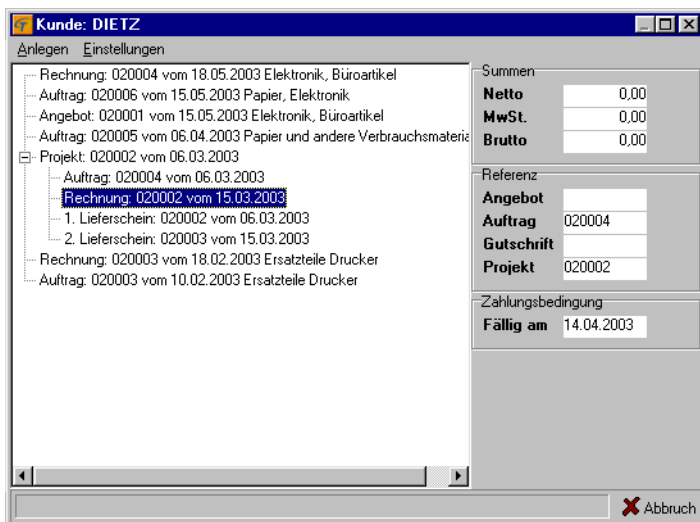 Kunde: DIETZ
Anlegen Einstellungen
Rechnung: 020004 vom 18.05.2003 Elektronik, Büroartikel
Auftrag: 020006 vom 15.05.2003 Papier, Elektronik
Angebot: 020001 vom 15.05.2003 Elektronik, Büroartikel
Auftrag: 020005 vom 06.04.2003 Papier und andere Verbrauchsmateria
Projekt: 020002 vom 06.03.2003
Auftrag: 020004 vom 06.03.2003
Rechnung: 020002 vom 15.03.2003
1. Lieferschein: 020002 vom 06.03.2003
2. Lieferschein: 020003 vom 15.03.2003
Rechnung: 020003 vom 18.02.2003 Ersatzteile Drucker
Auftrag: 020003 vom 10.02.2003 Ersatzteile Drucker
Summen
Netto 0,00
MwSt. 0,00
Brutto 0,00
Referenz
Angebot
Auftrag 020004
Gutschrift
Projekt 020002
Zahlungsbedingung
Fällig am 14.04.2003
Abbruch